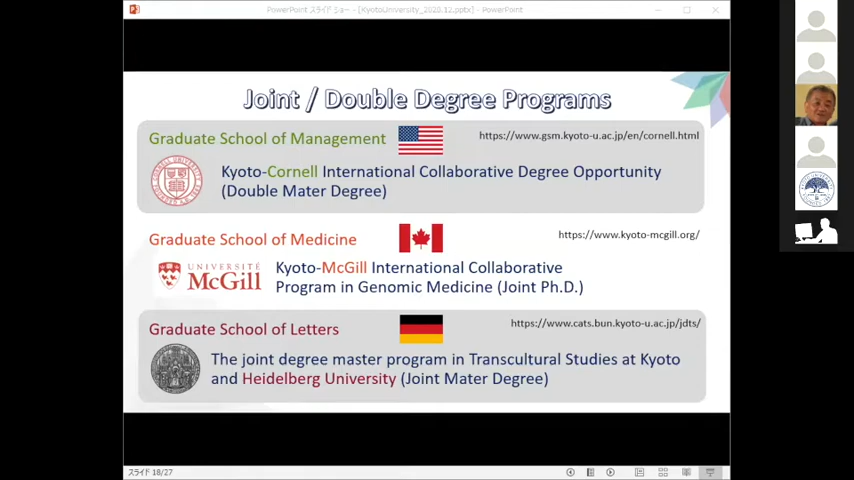 PowerPoint スライド ショー - [KyotoUniversity_2020.12.pptx] - PowerPoint
Joint / Double Degree Programs
Graduate School of Management
https://www.gsm.kyoto-u.ac.jp/en/cornell.html
Kyoto-Cornell International Collaborative Degree Opportunity
(Double Mater Degree)
Graduate School of Medicine
https://www.kyoto-mcgill.org/
UNIVERSITÉ
McGill
Kyoto-McGill International Collaborative
Program in Genomic Medicine (Joint Ph.D.)
Graduate School of Letters
https://www.cats.bun.kyoto-u.ac.jp/jdts/
The joint degree master program in Transcultural Studies at Kyoto
and Heidelberg University (Joint Mater Degree)
スライド 18/27